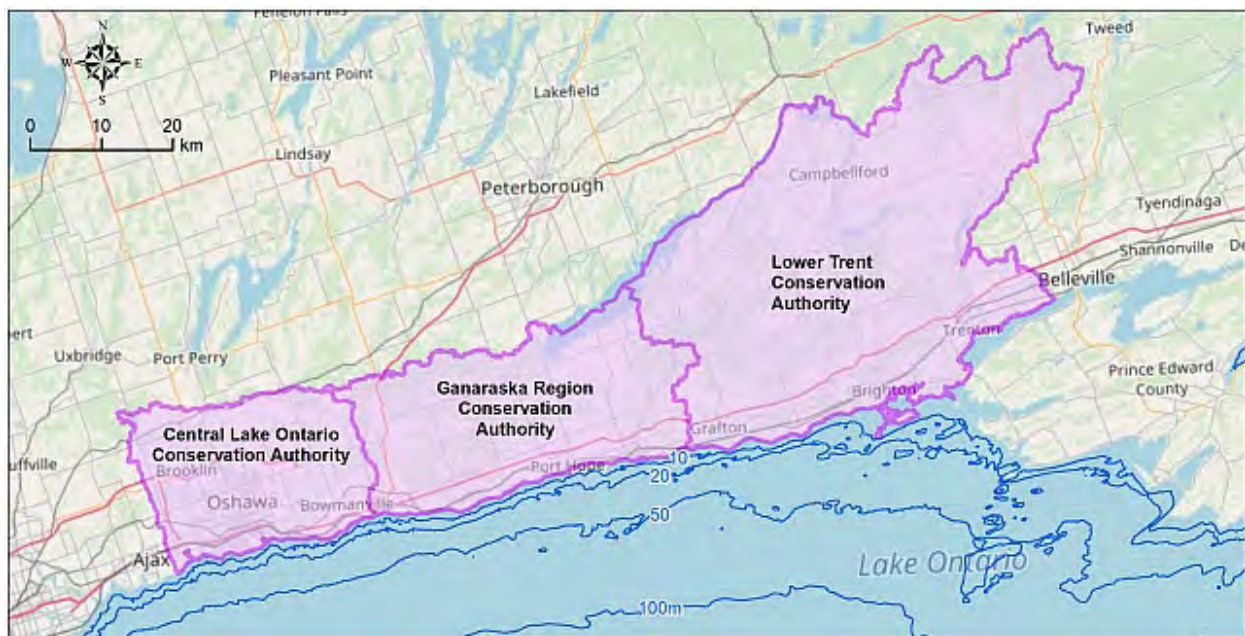 Fenelon Falls
Tweed
N
W E
S
Pleasant Point
Lakefield
0 10 20
km
Lindsay
Campbellford
Peterborough
Tyendinaga
Shannonville
Lower Trent
Conservation
Authority
Belleville
Trenton
Uxbridge
Port Perry
Prince Edward
County
Ganaraska Region
Conservation
Authority
Brighton
Central Lake Ontario
Conservation Authority
Grafton
Brooklin
Port Hope
10
20
Oshawa
Bowmanville
50
Ajax
Lake Ontario
100m